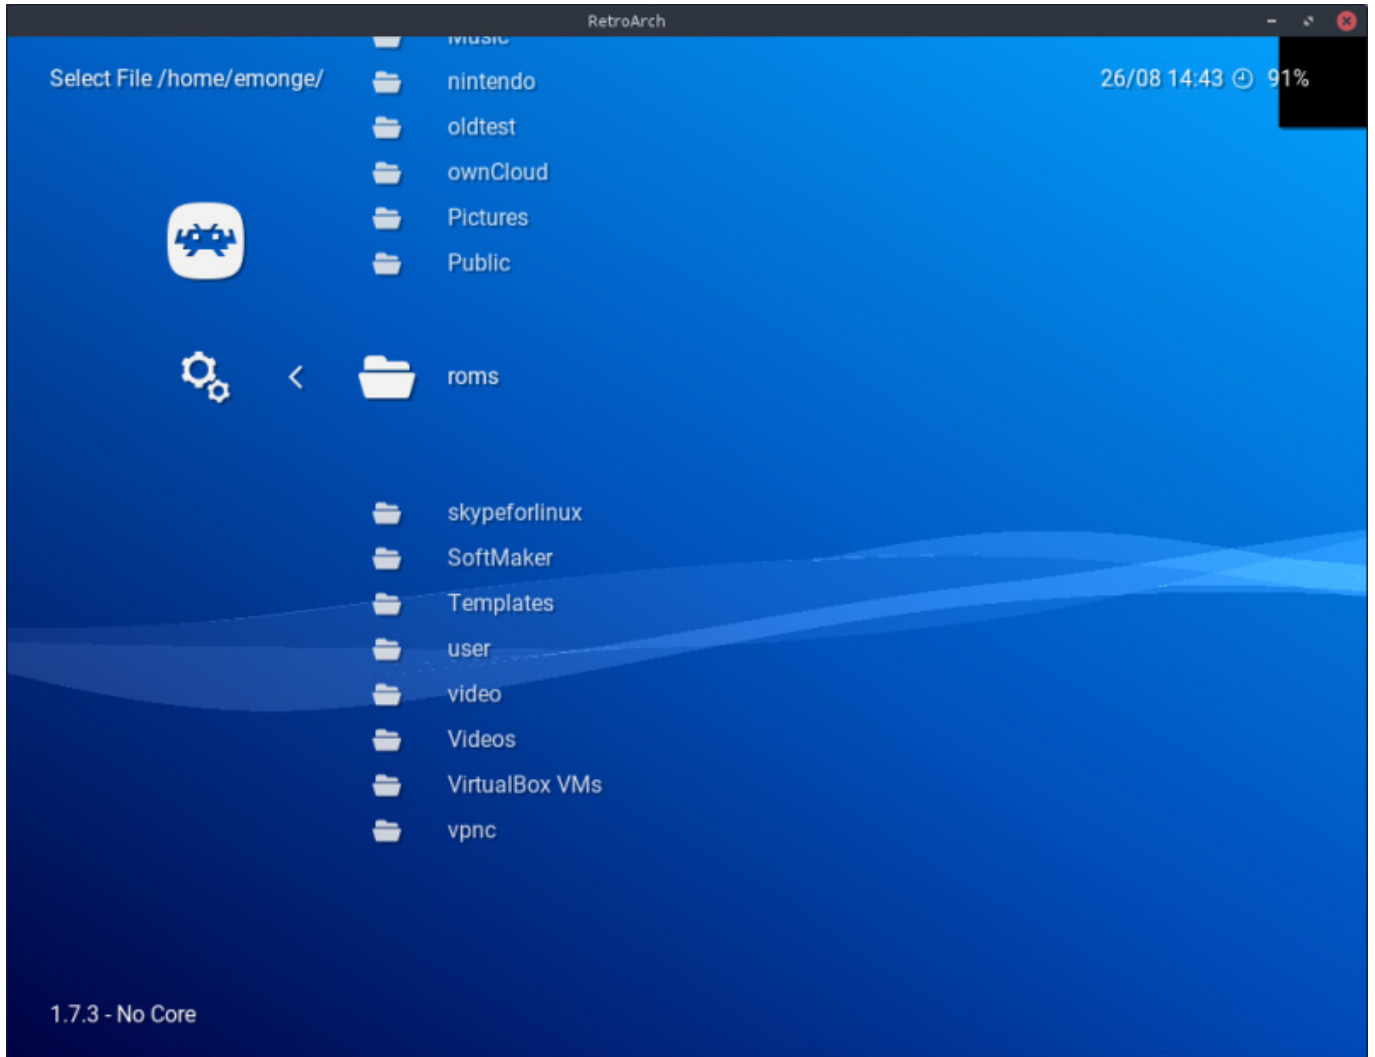 RetroArch
Music
Select File /home/emonge/
26/08 14:43 91%
nintendo
oldtest
ownCloud
Pictures
Public
roms
skypeforlinux
SoftMaker
Templates
user
video
Videos
VirtualBox VMs
vpnc
1.7.3 - No Core